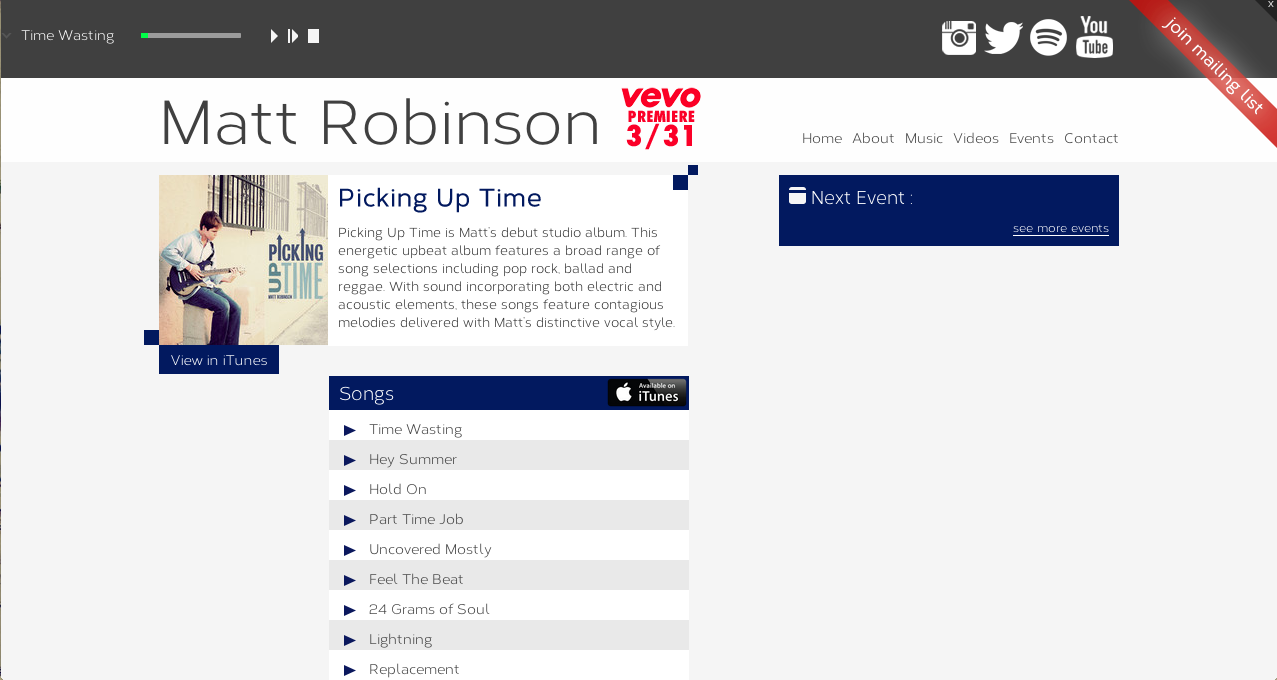 Time Wasting
You
Tube
x
join mailing list
Matt Robinson
vevo
PREMIERE
3/31
Home About Music Videos Events Contact
PICKING
UP TIME
MATT ROBINSON
Picking Up Time
Picking Up Time is Matt's debut studio album. This
energetic upbeat album features a broad range of
song selections including pop rock, ballad and
reggae. With sound incorporating both electric and
acoustic elements, these songs feature contagious
melodies delivered with Matt's distinctive vocal style.
View in iTunes
Next Event :
see more events
Songs
Available on
iTunes
Time Wasting
Hey Summer
Hold On
Part Time Job
Uncovered Mostly
Feel The Beat
24 Grams of Soul
Lightning
Replacement